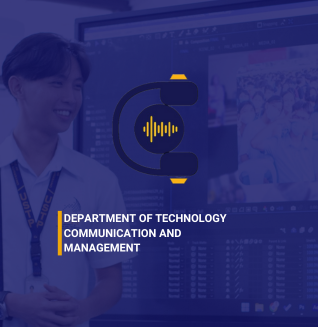 DEPARTMENT OF TECHNOLOGY
COMMUNICATION AND
MANAGEMENT